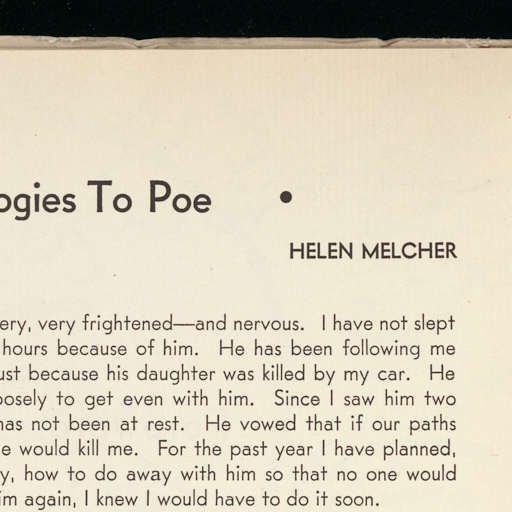 ogies To Poe •
HELEN MELCHER
ery, very frightened—and nervous. I have not slept
hours because of him. He has been following me
ust because his daughter was killed by my car. He
posely to get even with him. Since I saw him two
has not been at rest. He vowed that if our paths
e would kill me. For the past year I have planned,
y, how to do away with him so that no one would
im again, I knew I would have to do it soon.